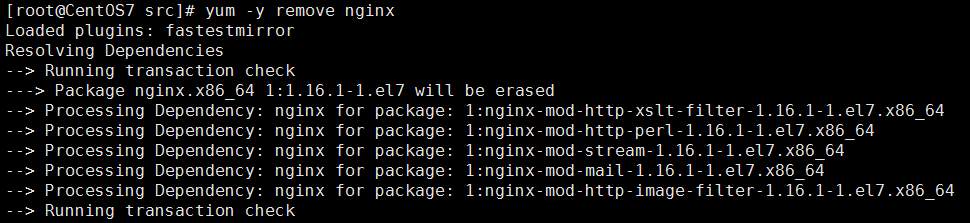 [root@CentOS7 src]# yum -y remove nginx
Loaded plugins: fastestmirror
Resolving Dependencies
--> Running transaction check
---> Package nginx.x86_64 1:1.16.1-1.el7 will be erased
--> Processing Dependency: nginx for package: 1:nginx-mod-http-xslt-filter-1.16.1-1.el7.x86_64
--> Processing Dependency: nginx for package: 1:nginx-mod-http-perl-1.16.1-1.el7.x86_64
--> Processing Dependency: nginx for package: 1:nginx-mod-stream-1.16.1-1.el7.x86_64
--> Processing Dependency: nginx for package: 1:nginx-mod-mail-1.16.1-1.el7.x86_64
--> Processing Dependency: nginx for package: 1:nginx-mod-http-image-filter-1.16.1-1.el7.x86_64
--> Running transaction check